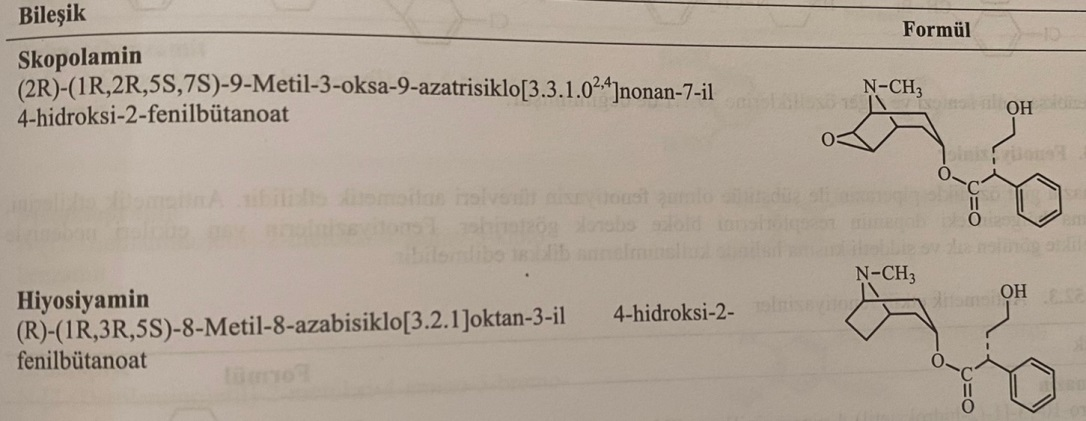 Bileşik
Formül
Skopolamin
(2R)-(1R,2R,5S,7S)-9-Metil-3-oksa-9-azatrisiklo[3.3.1.0²,⁴]nonan-7-il
4-hidroksi-2-fenilbütanoat
N-CH₃
OH
O
O
C
O
Hiyosiyamin
(R)-(1R,3R,5S)-8-Metil-8-azabisiklo[3.2.1]oktan-3-il 4-hidroksi-2-
fenilbütanoat
N-CH₃
OH
O
C
O